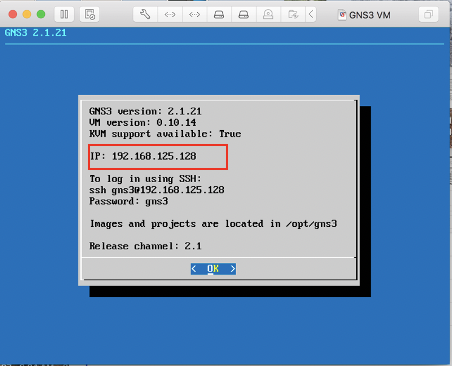 GNS3 VM
GNS3 2.1.21
GNS3 version: 2.1.21
VM version: 0.10.14
KVM support available: True
IP: 192.168.125.128
To log in using SSH:
ssh gns3@192.168.125.128
Password: gns3
Images and projects are located in /opt/gns3
Release channel: 2.1
< OK >